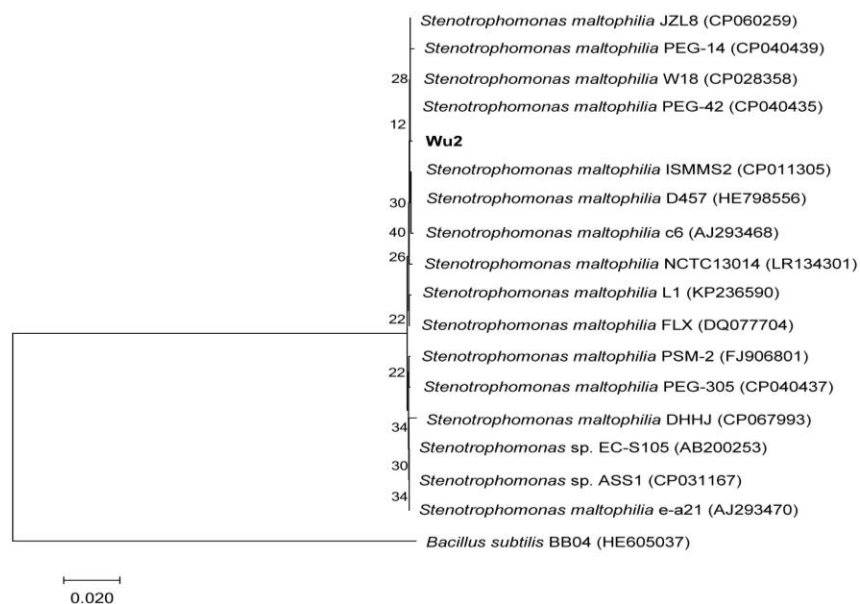 Stenotrophomonas maltophilia JZL8 (CP060259)
Stenotrophomonas maltophilia PEG-14 (CP040439)
28
Stenotrophomonas maltophilia W18 (CP028358)
Stenotrophomonas maltophilia PEG-42 (CP040435)
12
Wu2
Stenotrophomonas maltophilia ISMMS2 (CP011305)
Stenotrophomonas maltophilia D457 (HE798556)
30
Stenotrophomonas maltophilia c6 (AJ293468)
40
Stenotrophomonas maltophilia NCTC13014 (LR134301)
26
Stenotrophomonas maltophilia L1 (KP236590)
22
Stenotrophomonas maltophilia FLX (DQ077704)
Stenotrophomonas maltophilia PSM-2 (FJ906801)
22
Stenotrophomonas maltophilia PEG-305 (CP040437)
Stenotrophomonas maltophilia DHHJ (CP067993)
34
Stenotrophomonas sp. EC-S105 (AB200253)
30
Stenotrophomonas sp. ASS1 (CP031167)
34
Stenotrophomonas maltophilia e-a21 (AJ293470)
Bacillus subtilis BB04 (HE605037)
0.020